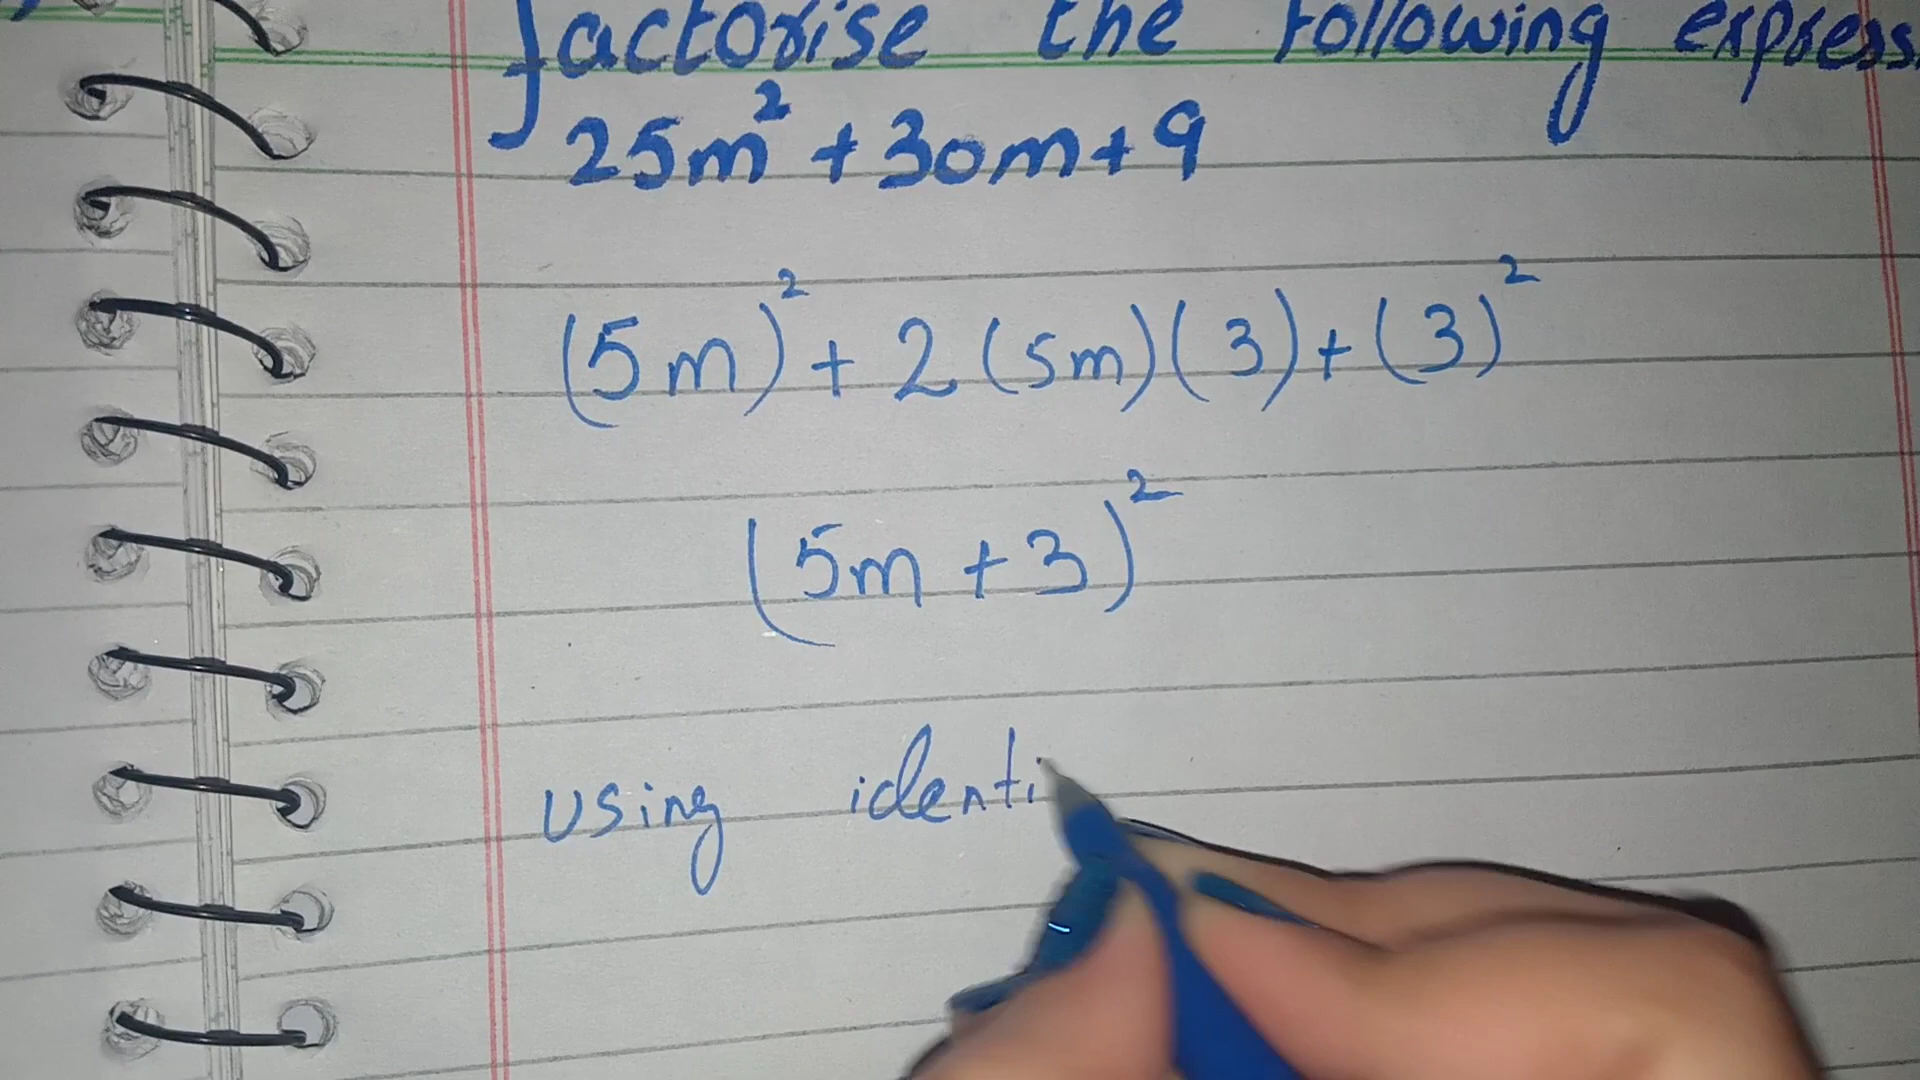 factorise the following express
25m² + 30m + 9
(5m)² + 2(5m)(3) + (3)²
(5m + 3)²
using identi